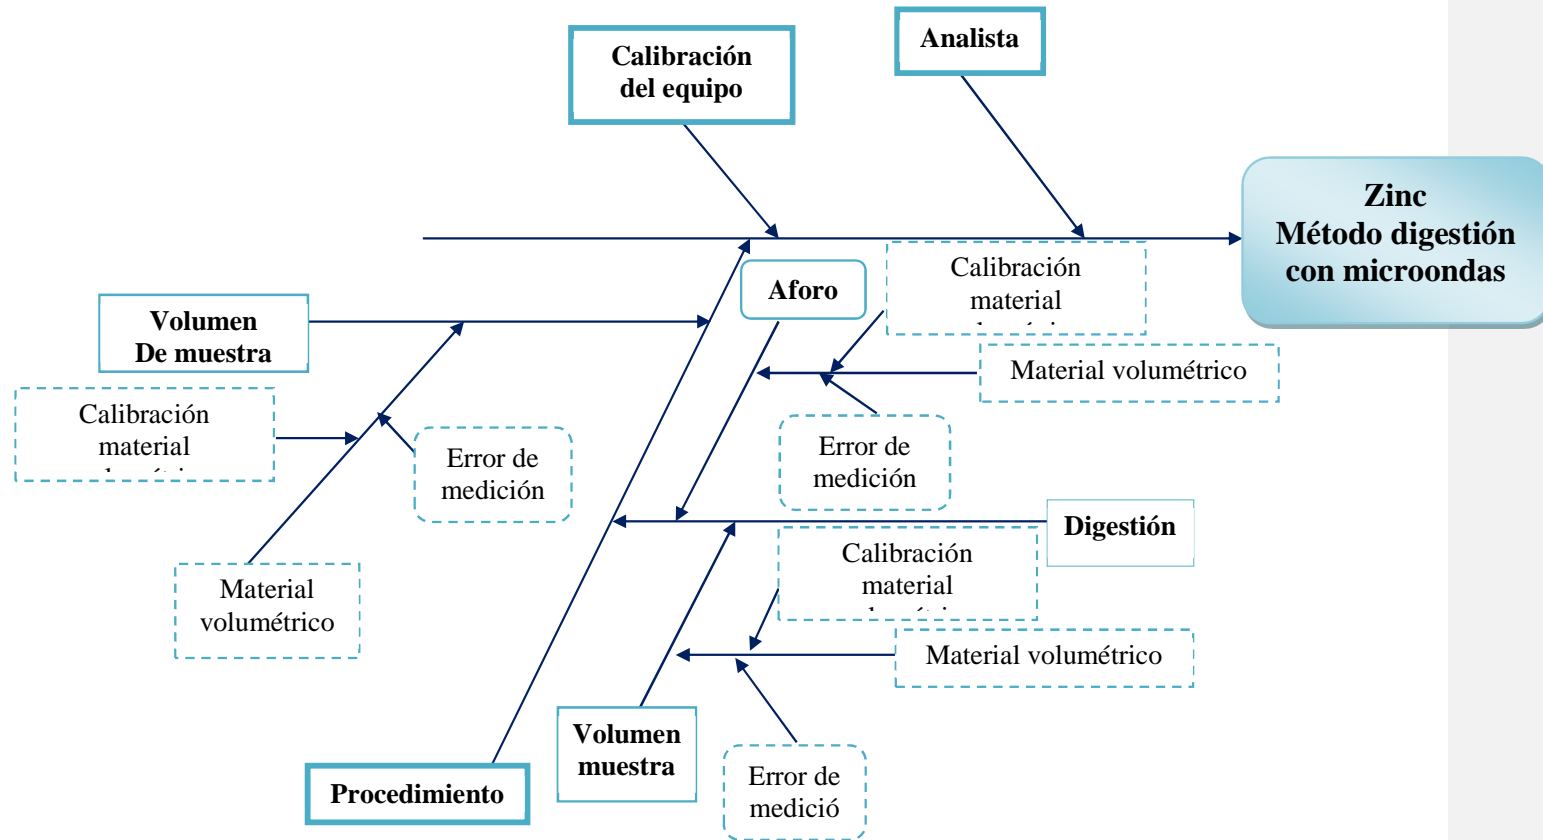 Calibración
del equipo
Analista
Zinc
Método digestión
con microondas
Aforo
Calibración
material
Volumen
De muestra
Material volumétrico
Calibración
material
Error de
medición
Error de
medición
Digestión
Calibración
material
Material
volumétrico
Material volumétrico
Volumen
muestra
Error de
medició
Procedimiento